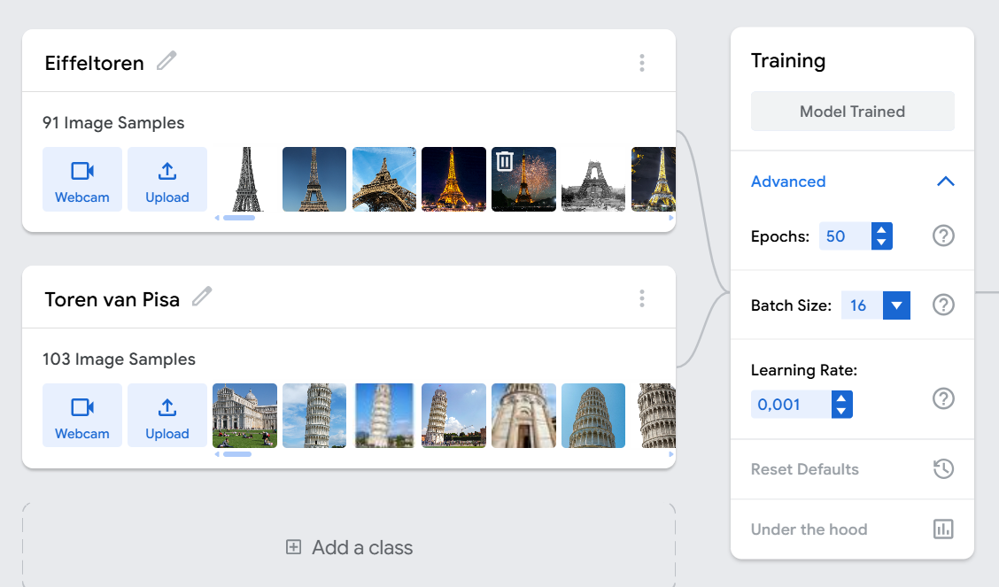 Eiffeltoren
91 Image Samples
Webcam
Upload
Toren van Pisa
103 Image Samples
Webcam
Upload
Add a class
Training
Model Trained
Advanced
Epochs: 50
Batch Size: 16
Learning Rate:
0,001
Reset Defaults
Under the hood